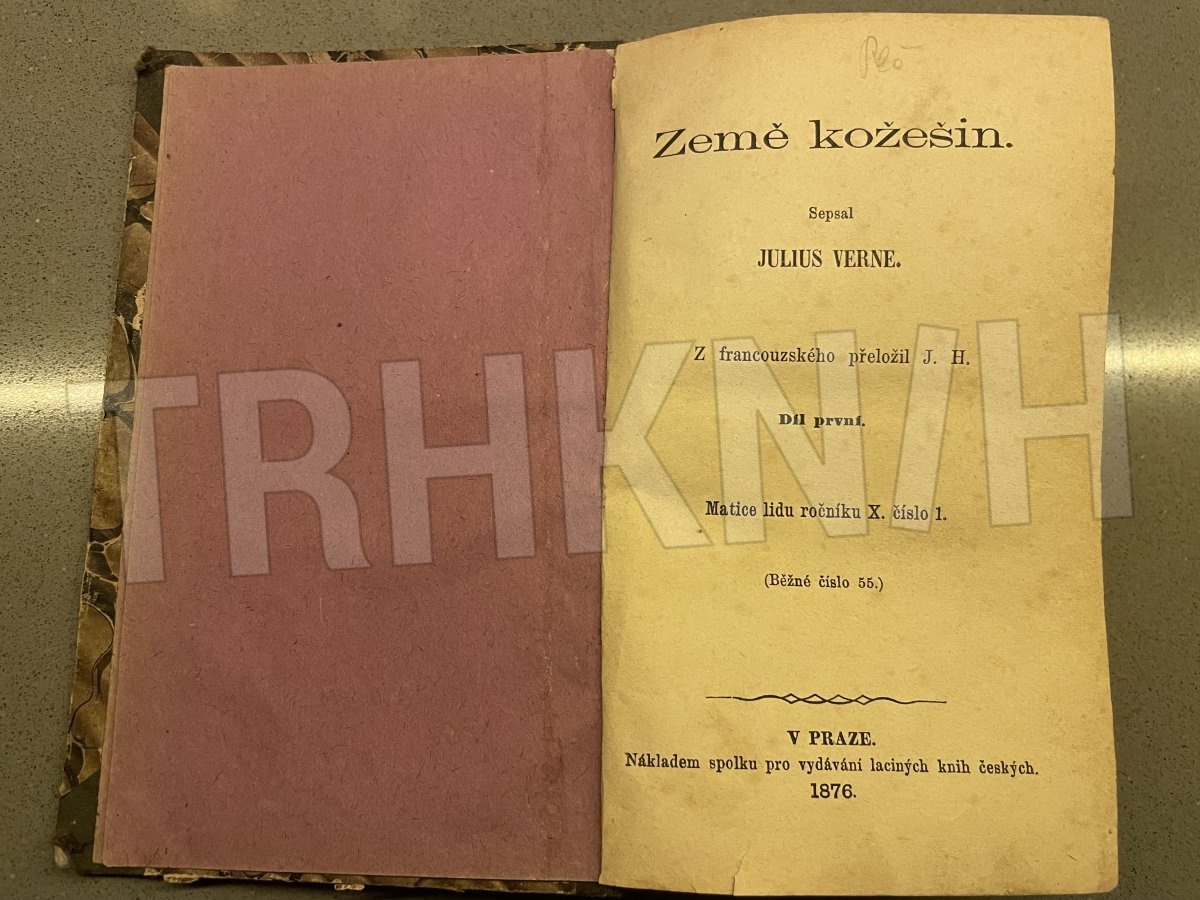 Země kožešin.
Sepsal
JULIUS VERNE.
Z francouzského přeložil J. H.
Díl první.
Matice lidu ročníku X. číslo 1.
(Běžné číslo 55.)
V PRAZE.
Nákladem spolku pro vydávání laciných knih českých.
1876.
TRHKNIH